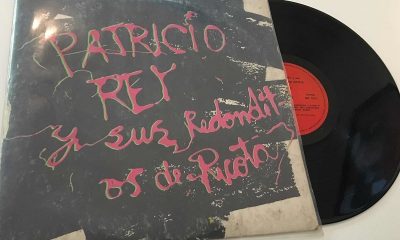 PATRICIO
REY
y sus Redondit
os de Ricota